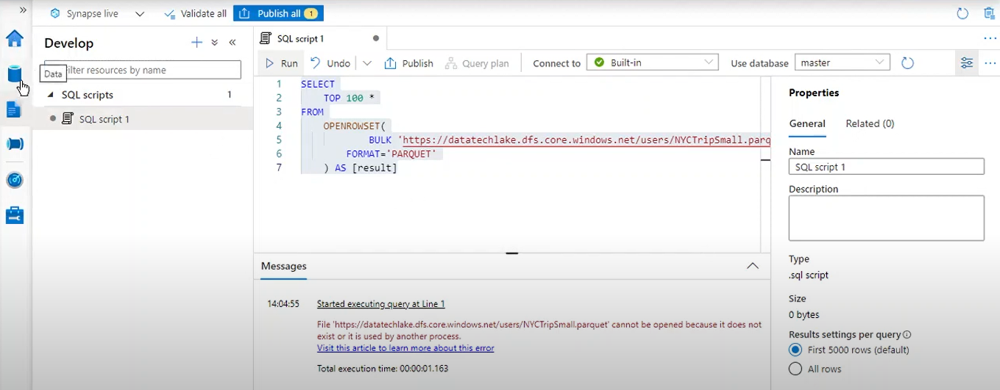 Synapse live
Validate all
Publish all 1
Develop
Data
ilter resources by name
SQL scripts 1
SQL script 1
SQL script 1
Run Undo Publish Query plan Connect to Built-in Use database master
1 SELECT
2 TOP 100 *
3 FROM
4 OPENROWSET(
5 BULK 'https://datatechlake.dfs.core.windows.net/users/NYCTripSmall.parq
6 FORMAT='PARQUET'
7 ) AS [result]
Messages
14:04:55 Started executing query at Line 1
File 'https://datatechlake.dfs.core.windows.net/users/NYCTripSmall.parquet' cannot be opened because it does not
exist or it is used by another process.
Visit this article to learn more about this error
Total execution time: 00:00:01.163
Properties
General Related (0)
Name
SQL script 1
Description
Type
.sql script
Size
0 bytes
Results settings per query
First 5000 rows (default)
All rows